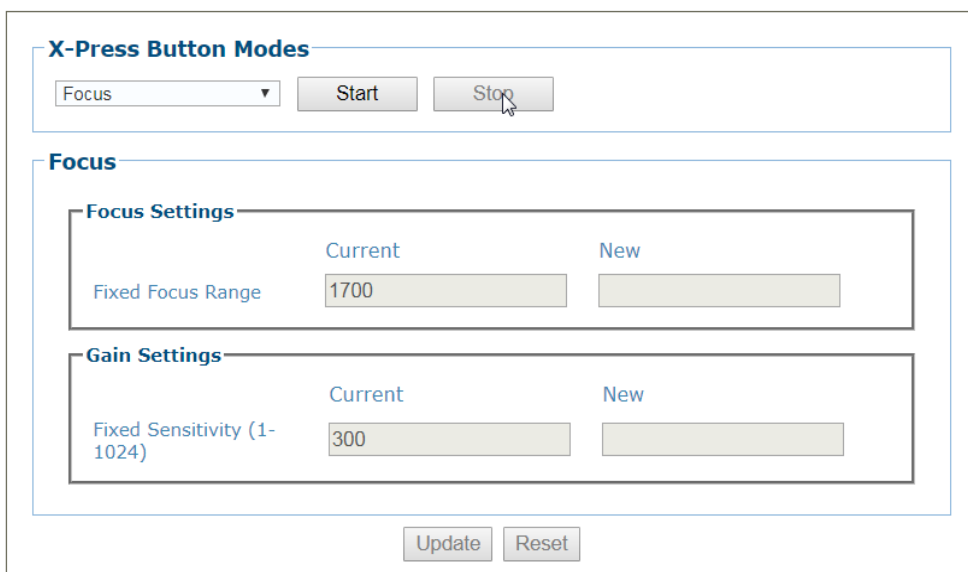 X-Press Button Modes
Focus
Start
Stop
Focus
Focus Settings
Current New
Fixed Focus Range 1700
Gain Settings
Current New
Fixed Sensitivity (1-
1024) 300
Update Reset